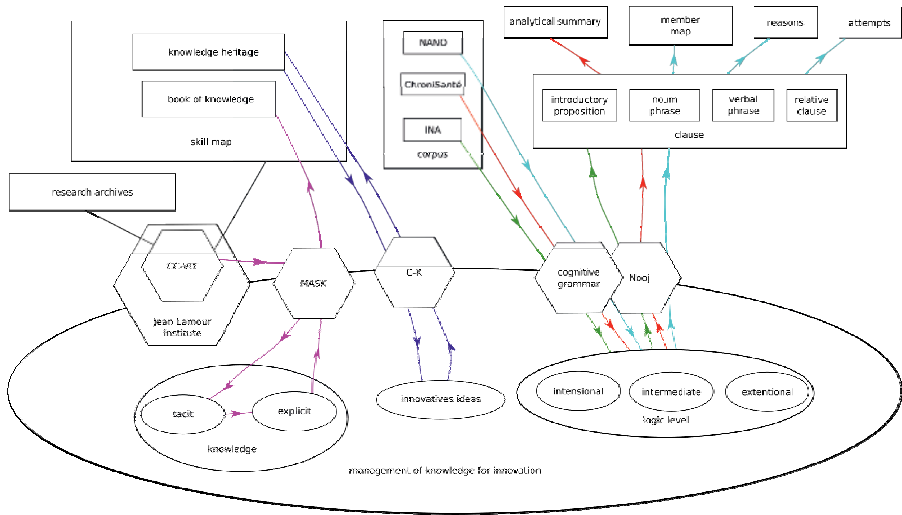 analytical summary
member
map
reasons
attempts
knowledge heritage
NANO
ChroniSanté
book of knowledge
introductory
proposition
noum
phrase
verbal
phrase
relative
clause
INA
clause
skill map
corpus
research archives
C-K
cognitive
grammar
Nooj
MASK
Jean Lamour
institute
intensional
intermediate
extentional
innovatives ideas
explicit
sacit
logic level
knowledge
management of knowledge for innovation